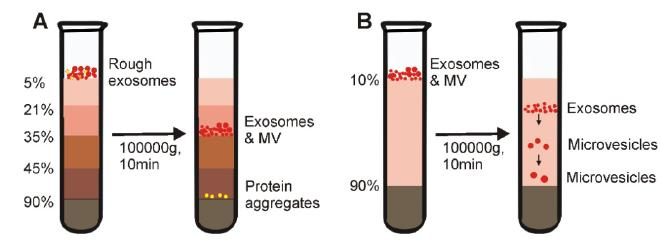 A
Rough
exosomes
5%
21%
35%
45%
90%
100000g,
10min
Exosomes
& MV
Protein
aggregates
B
Exosomes
& MV
10%
90%
100000g,
10min
Exosomes
Microvesicles
Microvesicles